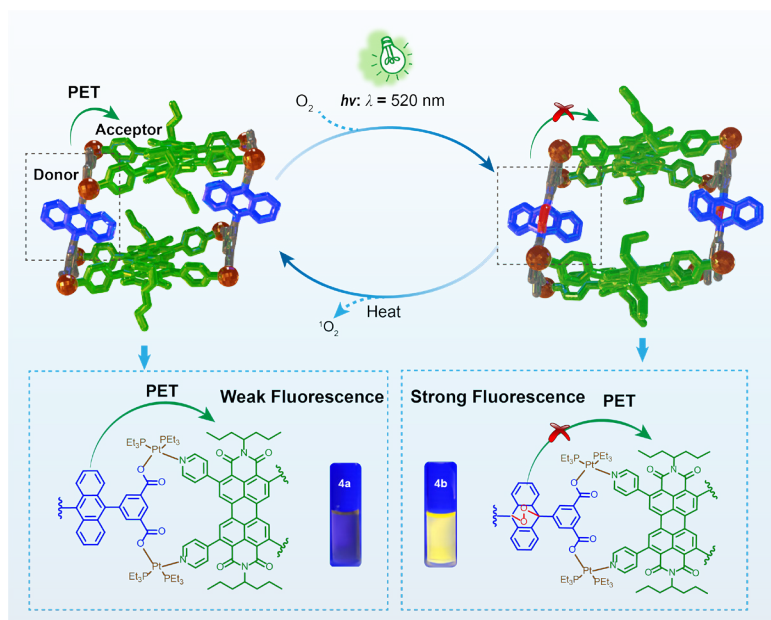 PET
Acceptor
Donor
O2
hv: λ = 520 nm
Heat
¹O2
PET
Weak Fluorescence
PEt3
Et3P
Pt
N
O
O
O
O
Pt
N
Et3P
PEt3
O
N
O
O
N
O
4a
Strong Fluorescence
PET
4b
PEt3
Et3P
Pt
N
O
O
O
O
O
O
Pt
N
Et3P
PEt3
O
N
O
O
N
O